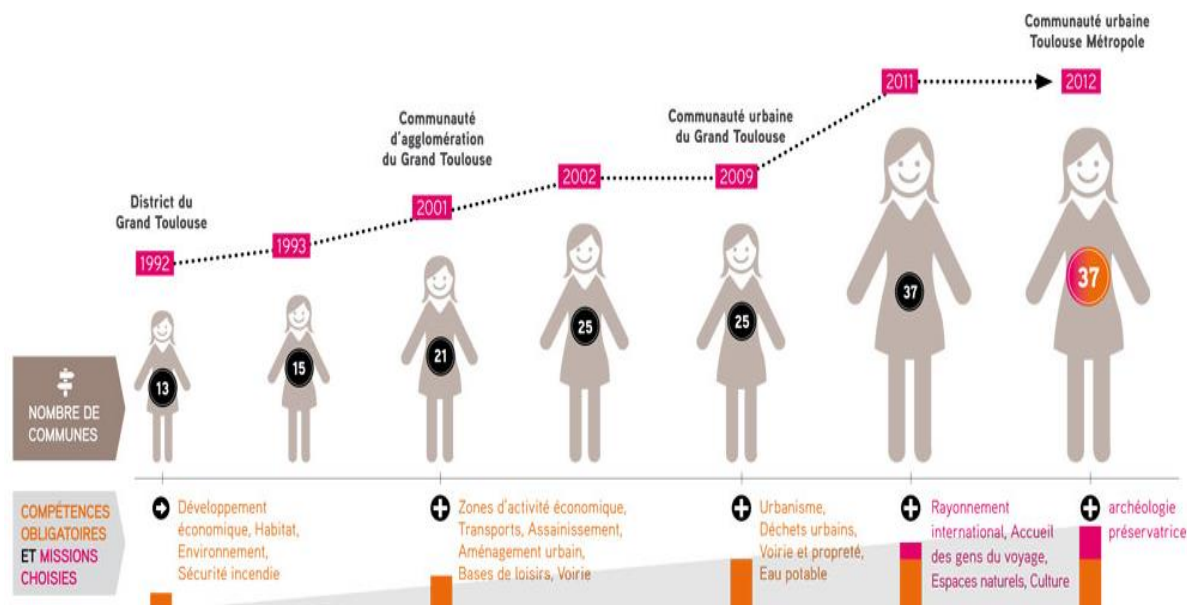 Communauté urbaine
Toulouse Métropole
2011
2012
Communauté
d'agglomération
du Grand Toulouse
Communauté urbaine
du Grand Toulouse
2002
2009
2001
District du
Grand Toulouse
1992
1993
13
15
21
25
25
37
37
NOMBRE DE
COMMUNES
COMPÉTENCES
OBLIGATOIRES
ET MISSIONS
CHOISIES
Développement
économique, Habitat,
Environnement,
Sécurité incendie
Zones d'activité économique,
Transports, Assainissement,
Aménagement urbain,
Bases de loisirs, Voirie
Urbanisme,
Déchets urbains,
Voirie et propreté,
Eau potable
Rayonnement
international, Accueil
des gens du voyage,
Espaces naturels, Culture
archéologie
préservatrice